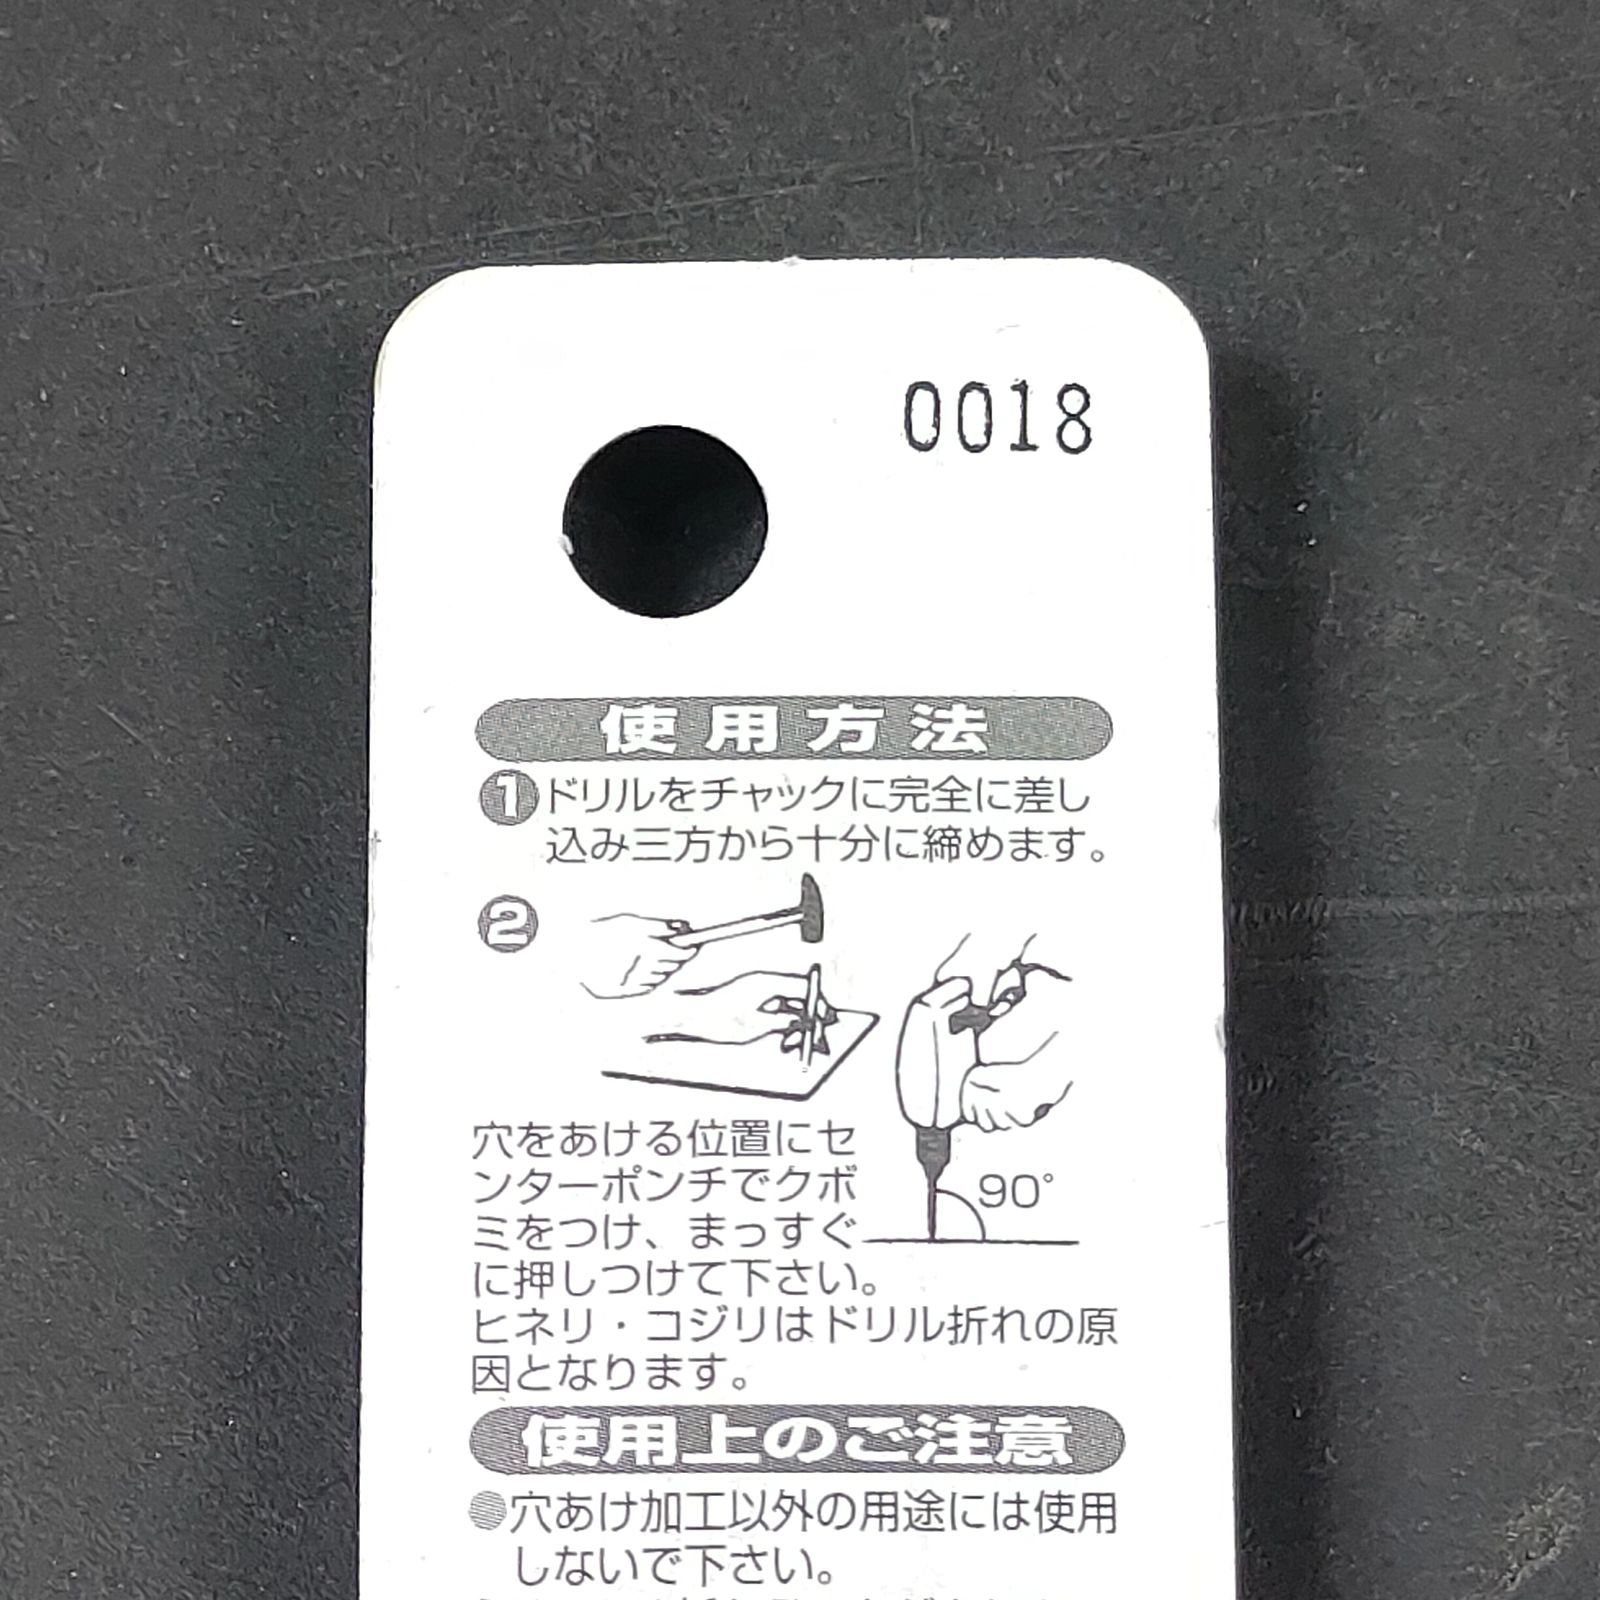 0018
使用方法
1 ドリルをチャックに完全に差し
込み三方から十分に締めます。
2
90°
穴をあける位置にセ
ンターポンチでクボ
ミをつけ、まっすぐ
に押しつけて下さい。
ヒネリ・コジリはドリル折れの原
因となります。
使用上のご注意
●穴あけ加工以外の用途には使用
しないで下さい。